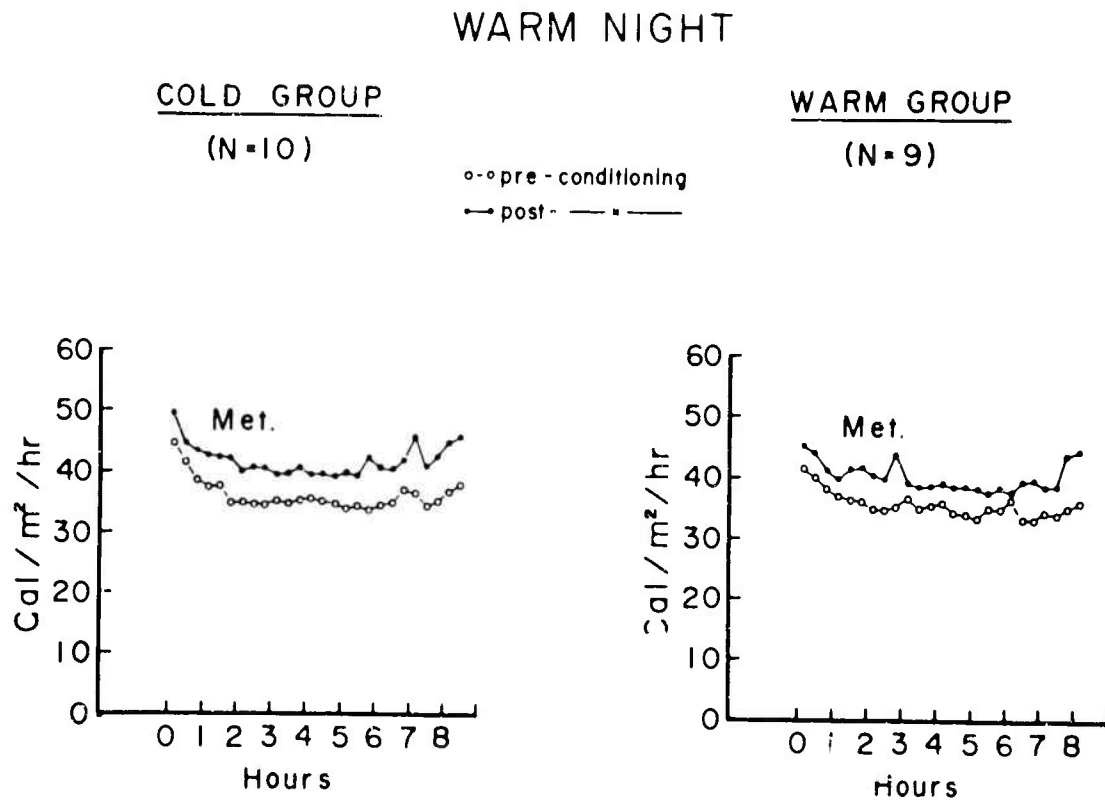 WARM NIGHT
COLD GROUP
(N=10)
WARM GROUP
(N=9)
o-o pre - conditioning
•—• post- — " —
60
50
40
30
20
10
0
Cal/m²/hr
Met.
0 1 2 3 4 5 6 7 8
Hours
60
50
40
30
20
10
0
Cal/m²/hr
Met.
0 1 2 3 4 5 6 7 8
Hours